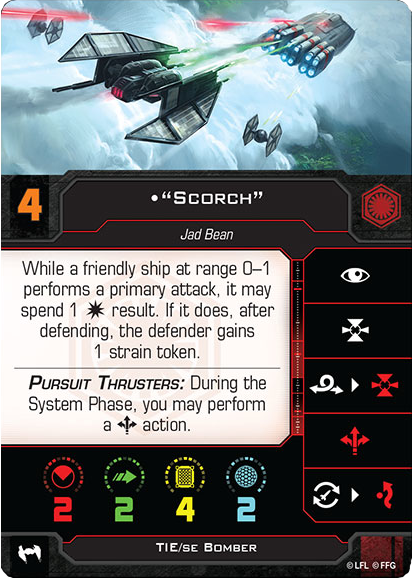 4
•“Scorch”
Jad Bean
While a friendly ship at range 0–1
performs a primary attack, it may
spend 1 result. If it does, after
defending, the defender gains
1 strain token.
Pursuit Thrusters: During the
System Phase, you may perform
a action.
2 2 4 2
TIE/se Bomber
© LFL © FFG